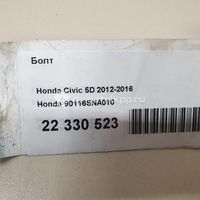 Болт
Honda Civic 5D 2012-2016
Honda 90116SNA010
22 330 523